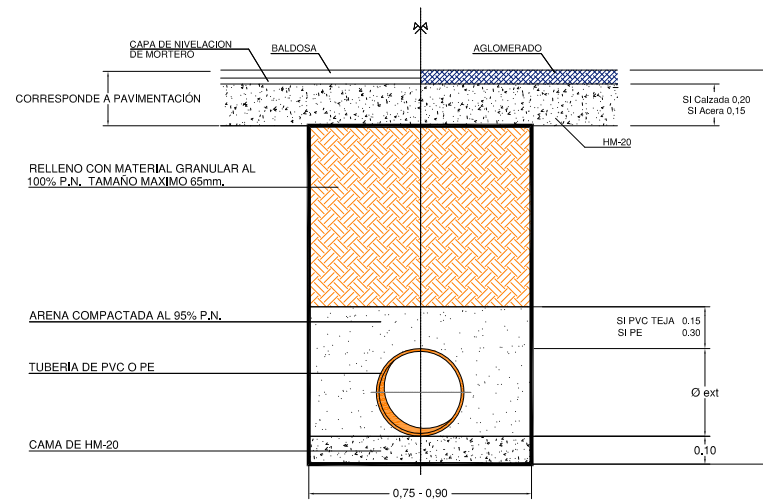 CAPA DE NIVELACION
DE MORTERO
BALDOSA
AGLOMERADO
CORRESPONDE A PAVIMENTACIÓN
SI Calzada 0,20
SI Acera 0,15
HM-20
RELLENO CON MATERIAL GRANULAR AL
100% P.N. TAMAÑO MAXIMO 65mm.
ARENA COMPACTADA AL 95% P.N.
SI PVC TEJA 0.15
SI PE 0.30
TUBERÍA DE PVC O PE
Ø ext
CAMA DE HM-20
0,10
0,75 - 0,90